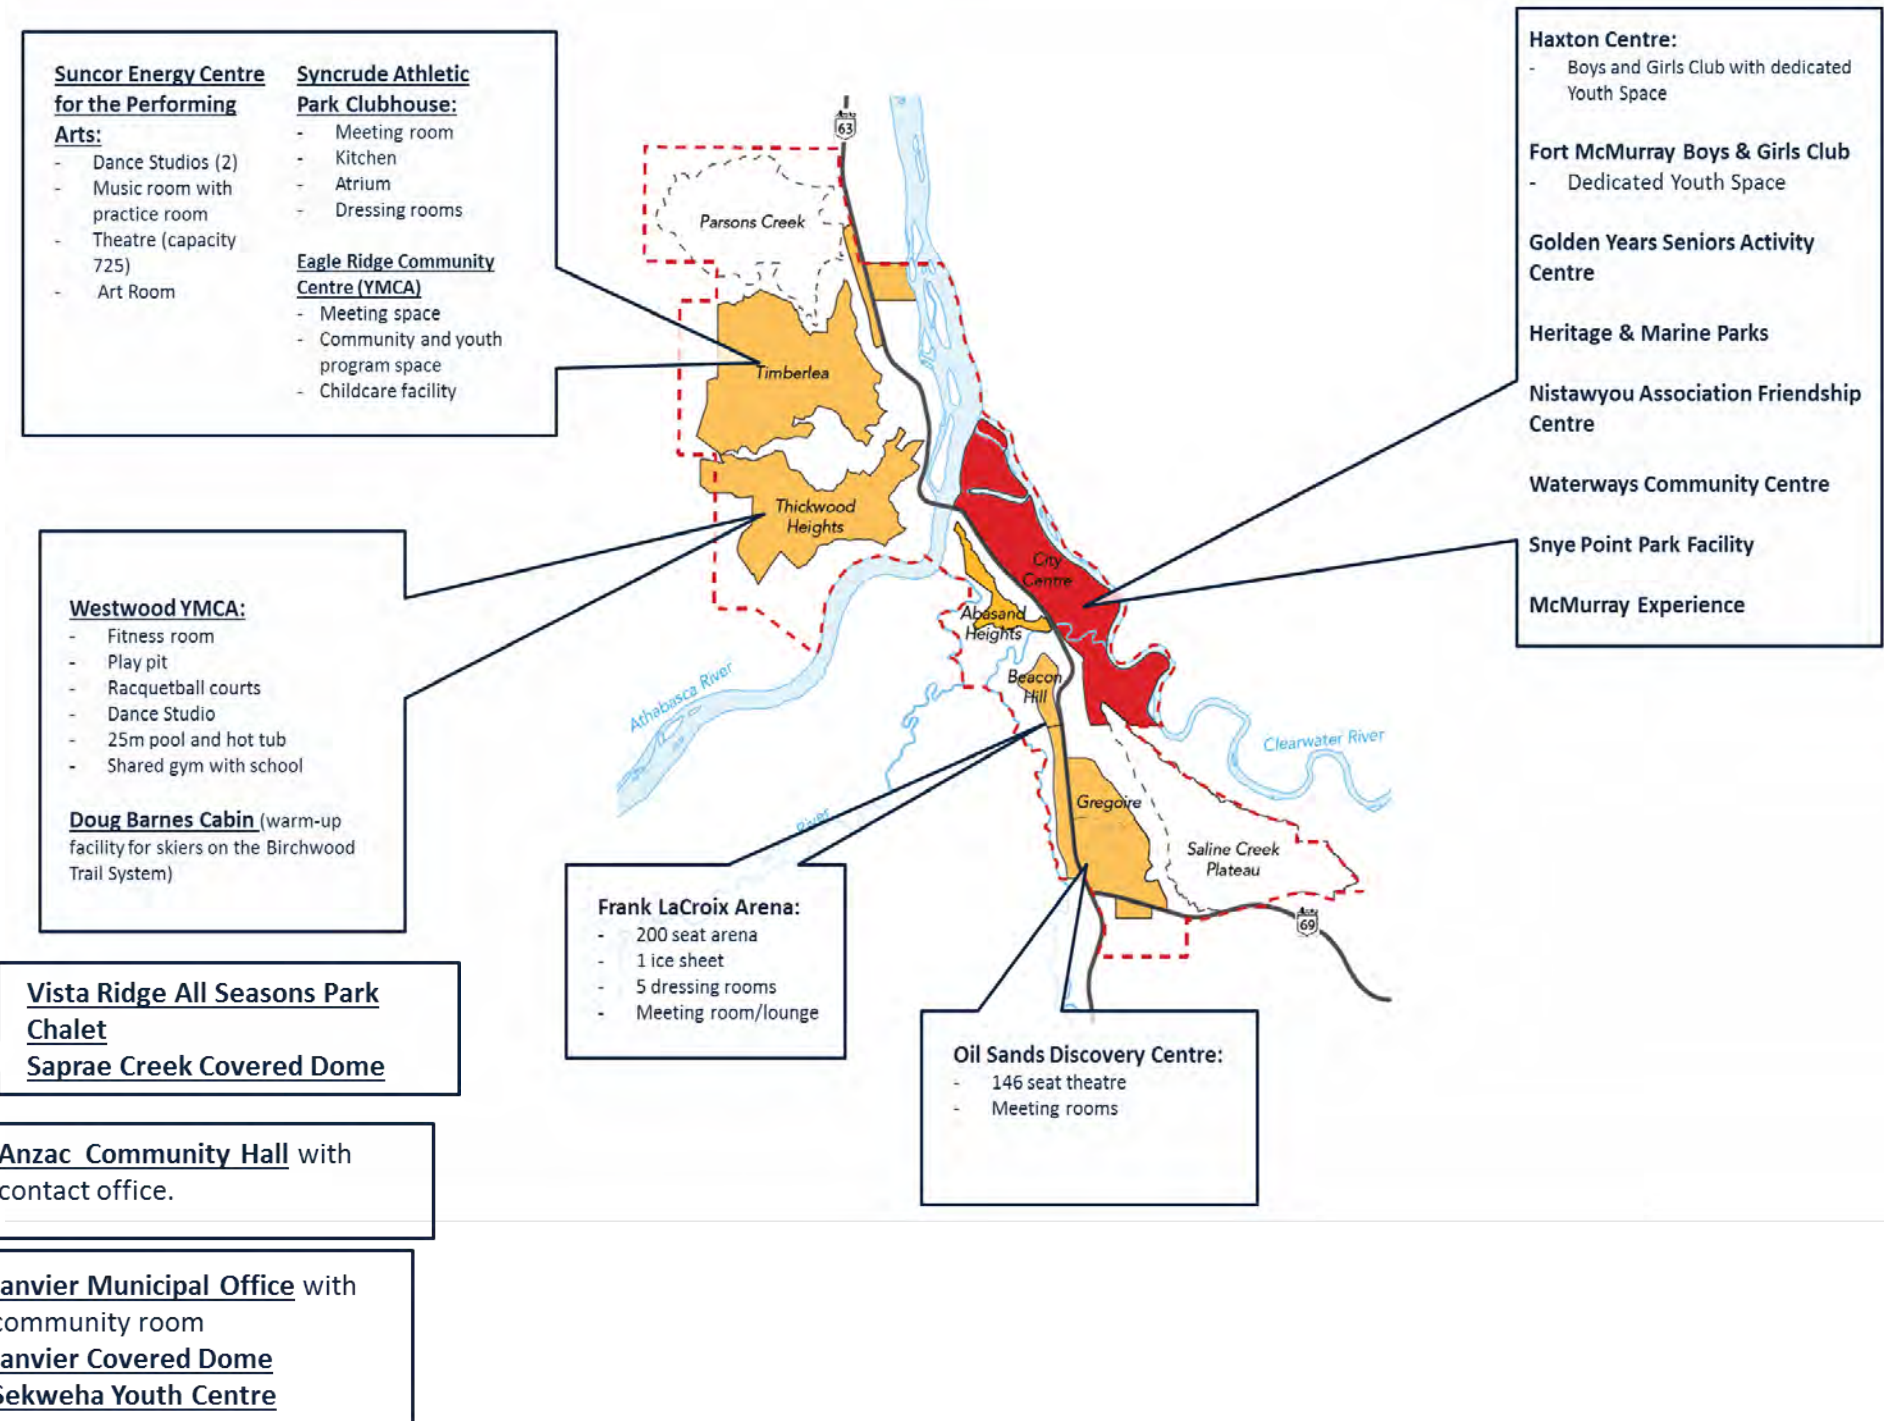 Suncor Energy Centre
for the Performing
Arts:
- Dance Studios (2)
- Music room with
practice room
- Theatre (capacity
725)
- Art Room
Syncrude Athletic
Park Clubhouse:
- Meeting room
- Kitchen
- Atrium
- Dressing rooms
Eagle Ridge Community
Centre (YMCA)
- Meeting space
- Community and youth
program space
- Childcare facility
Haxton Centre:
- Boys and Girls Club with dedicated
Youth Space
Fort McMurray Boys & Girls Club
- Dedicated Youth Space
Golden Years Seniors Activity
Centre
Heritage & Marine Parks
Nistawyou Association Friendship
Centre
Waterways Community Centre
Snye Point Park Facility
McMurray Experience
63
Parsons Creek
Timberlea
Thickwood
Heights
City
Centre
Abasand
Heights
Beacon
Hill
Athabasca River
Clearwater River
River
Gregoire
Saline Creek
Plateau
69
Westwood YMCA:
- Fitness room
- Play pit
- Racquetball courts
- Dance Studio
- 25m pool and hot tub
- Shared gym with school
Doug Barnes Cabin (warm-up
facility for skiers on the Birchwood
Trail System)
Frank LaCroix Arena:
- 200 seat arena
- 1 ice sheet
- 5 dressing rooms
- Meeting room/lounge
Oil Sands Discovery Centre:
- 146 seat theatre
- Meeting rooms
Vista Ridge All Seasons Park
Chalet
Saprae Creek Covered Dome
Anzac Community Hall with
contact office.
anvier Municipal Office with
community room
anvier Covered Dome
Sekweha Youth Centre